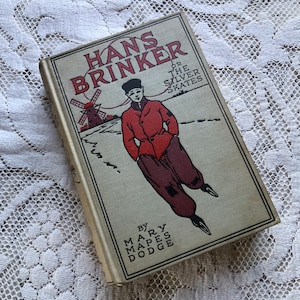 HANS
BRINKER
OR
THE
SILVER
SKATES
BY
MARY
MAPES
DODGE